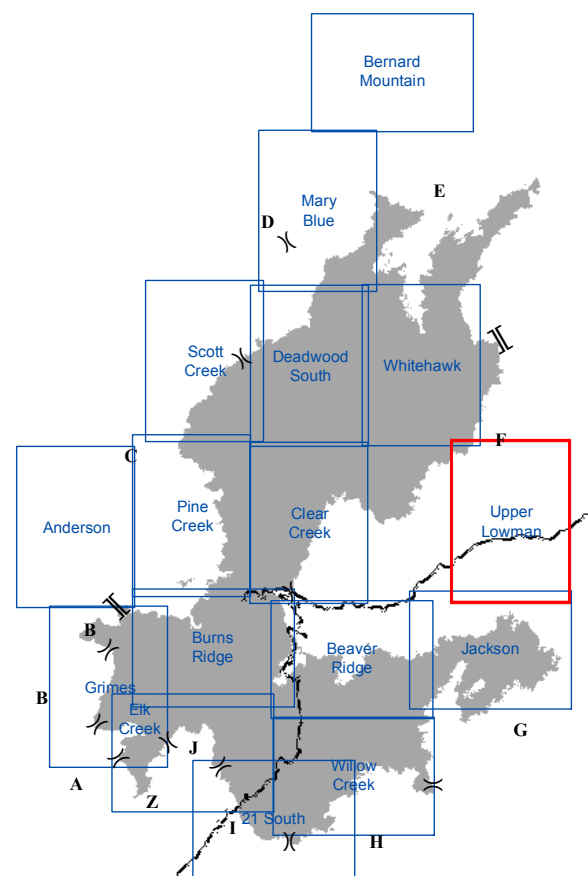 Bernard
Mountain
E
Mary
Blue
D
Scott
Creek
Deadwood
South
Whitehawk
F
C
Pine
Creek
Anderson
Clear
Creek
Upper
Lowman
B
Burns
Ridge
Beaver
Ridge
Jackson
B
Grimes
Elk
Creek
G
J
A
Z
Willow
Creek
I
21 South
H